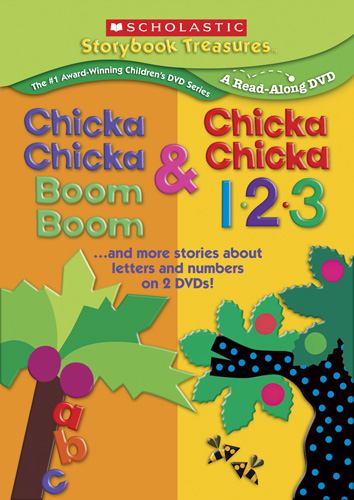 SCHOLASTIC
Storybook Treasures™
The #1 Award-Winning Children's DVD Series
A Read-Along DVD
Chicka
Chicka
Boom
Boom
&
Chicka
Chicka
1·2·3
...and more stories about
letters and numbers
on 2 DVDs!
a
b
c